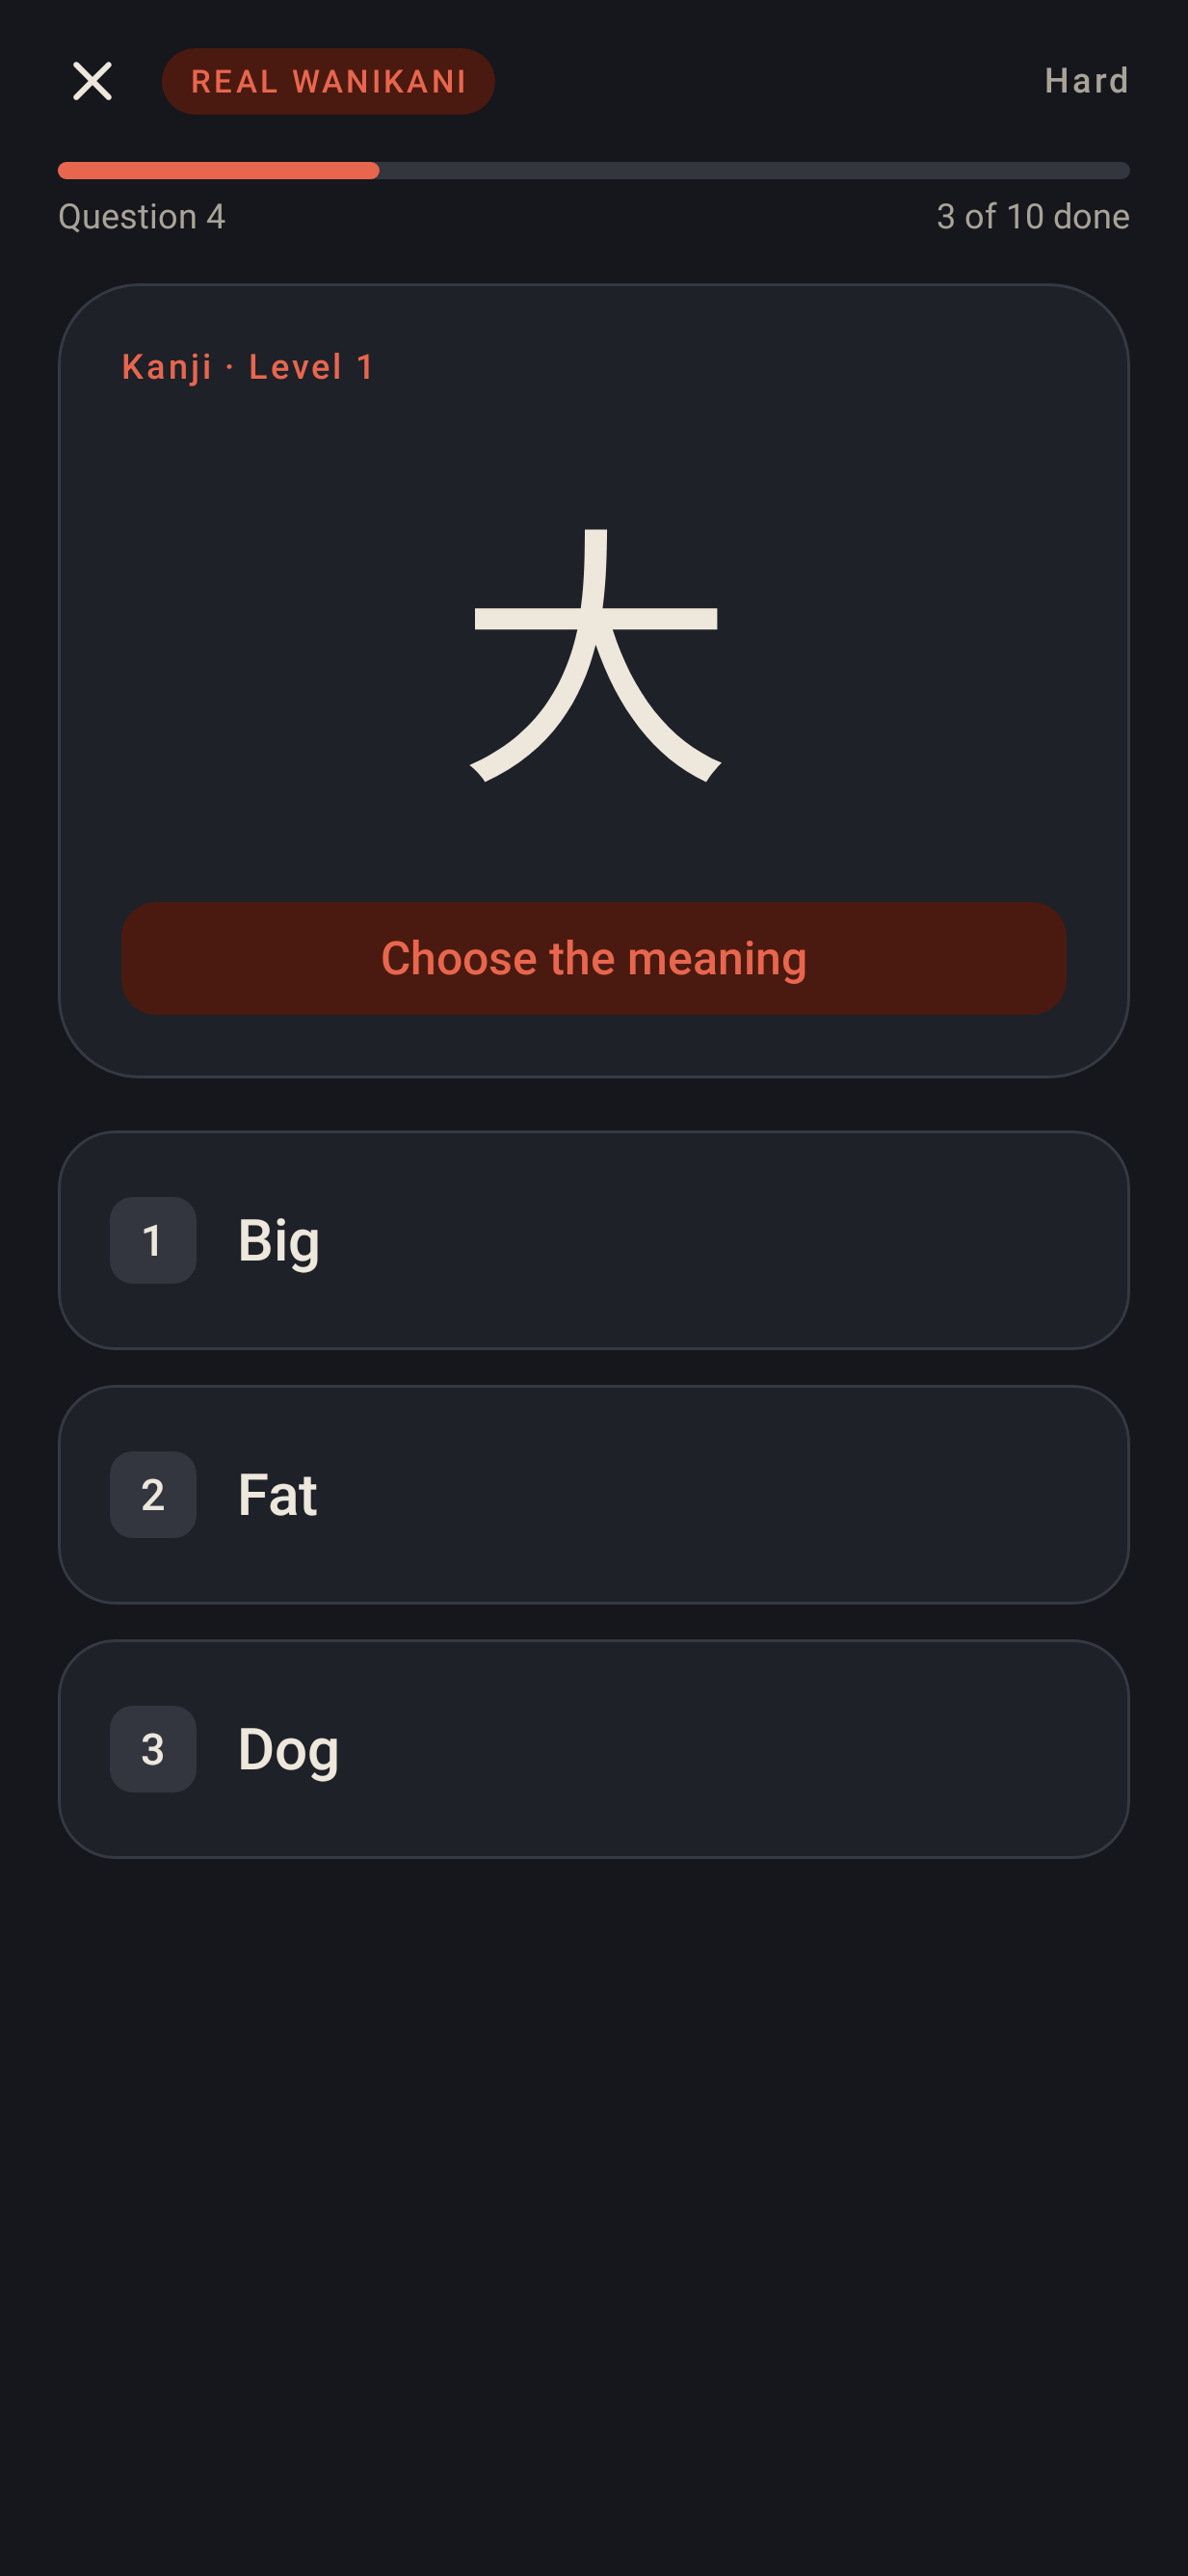 REAL WANIKANI
Hard
Question 4
3 of 10 done
Kanji · Level 1
大
Choose the meaning
1 Big
2 Fat
3 Dog